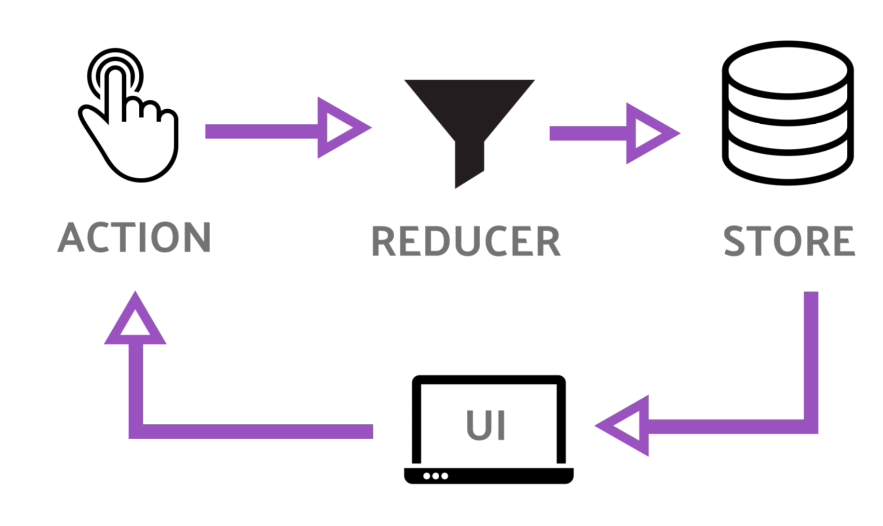 ACTION
REDUCER
STORE
UI